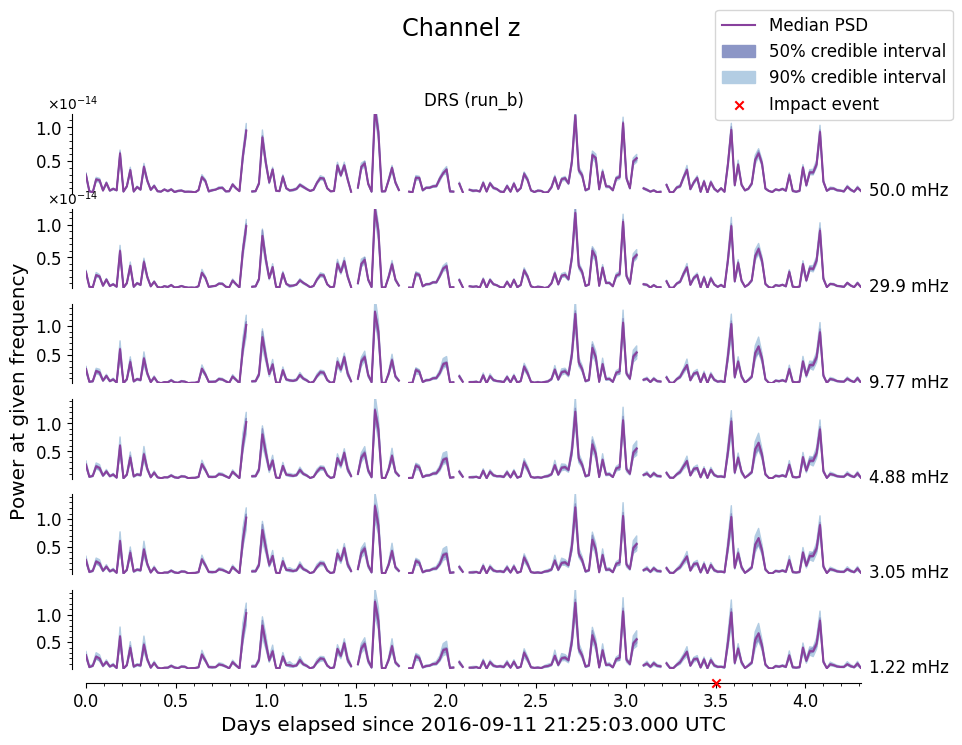 Channel z
Median PSD
50% credible interval
90% credible interval
Impact event
DRS (run_b)
×10⁻¹⁴
1.0
0.5
50.0 mHz
×10⁻¹⁴
1.0
0.5
29.9 mHz
1.0
0.5
9.77 mHz
1.0
0.5
4.88 mHz
1.0
0.5
3.05 mHz
1.0
0.5
1.22 mHz
Power at given frequency
0.0 0.5 1.0 1.5 2.0 2.5 3.0 3.5 4.0
Days elapsed since 2016-09-11 21:25:03.000 UTC